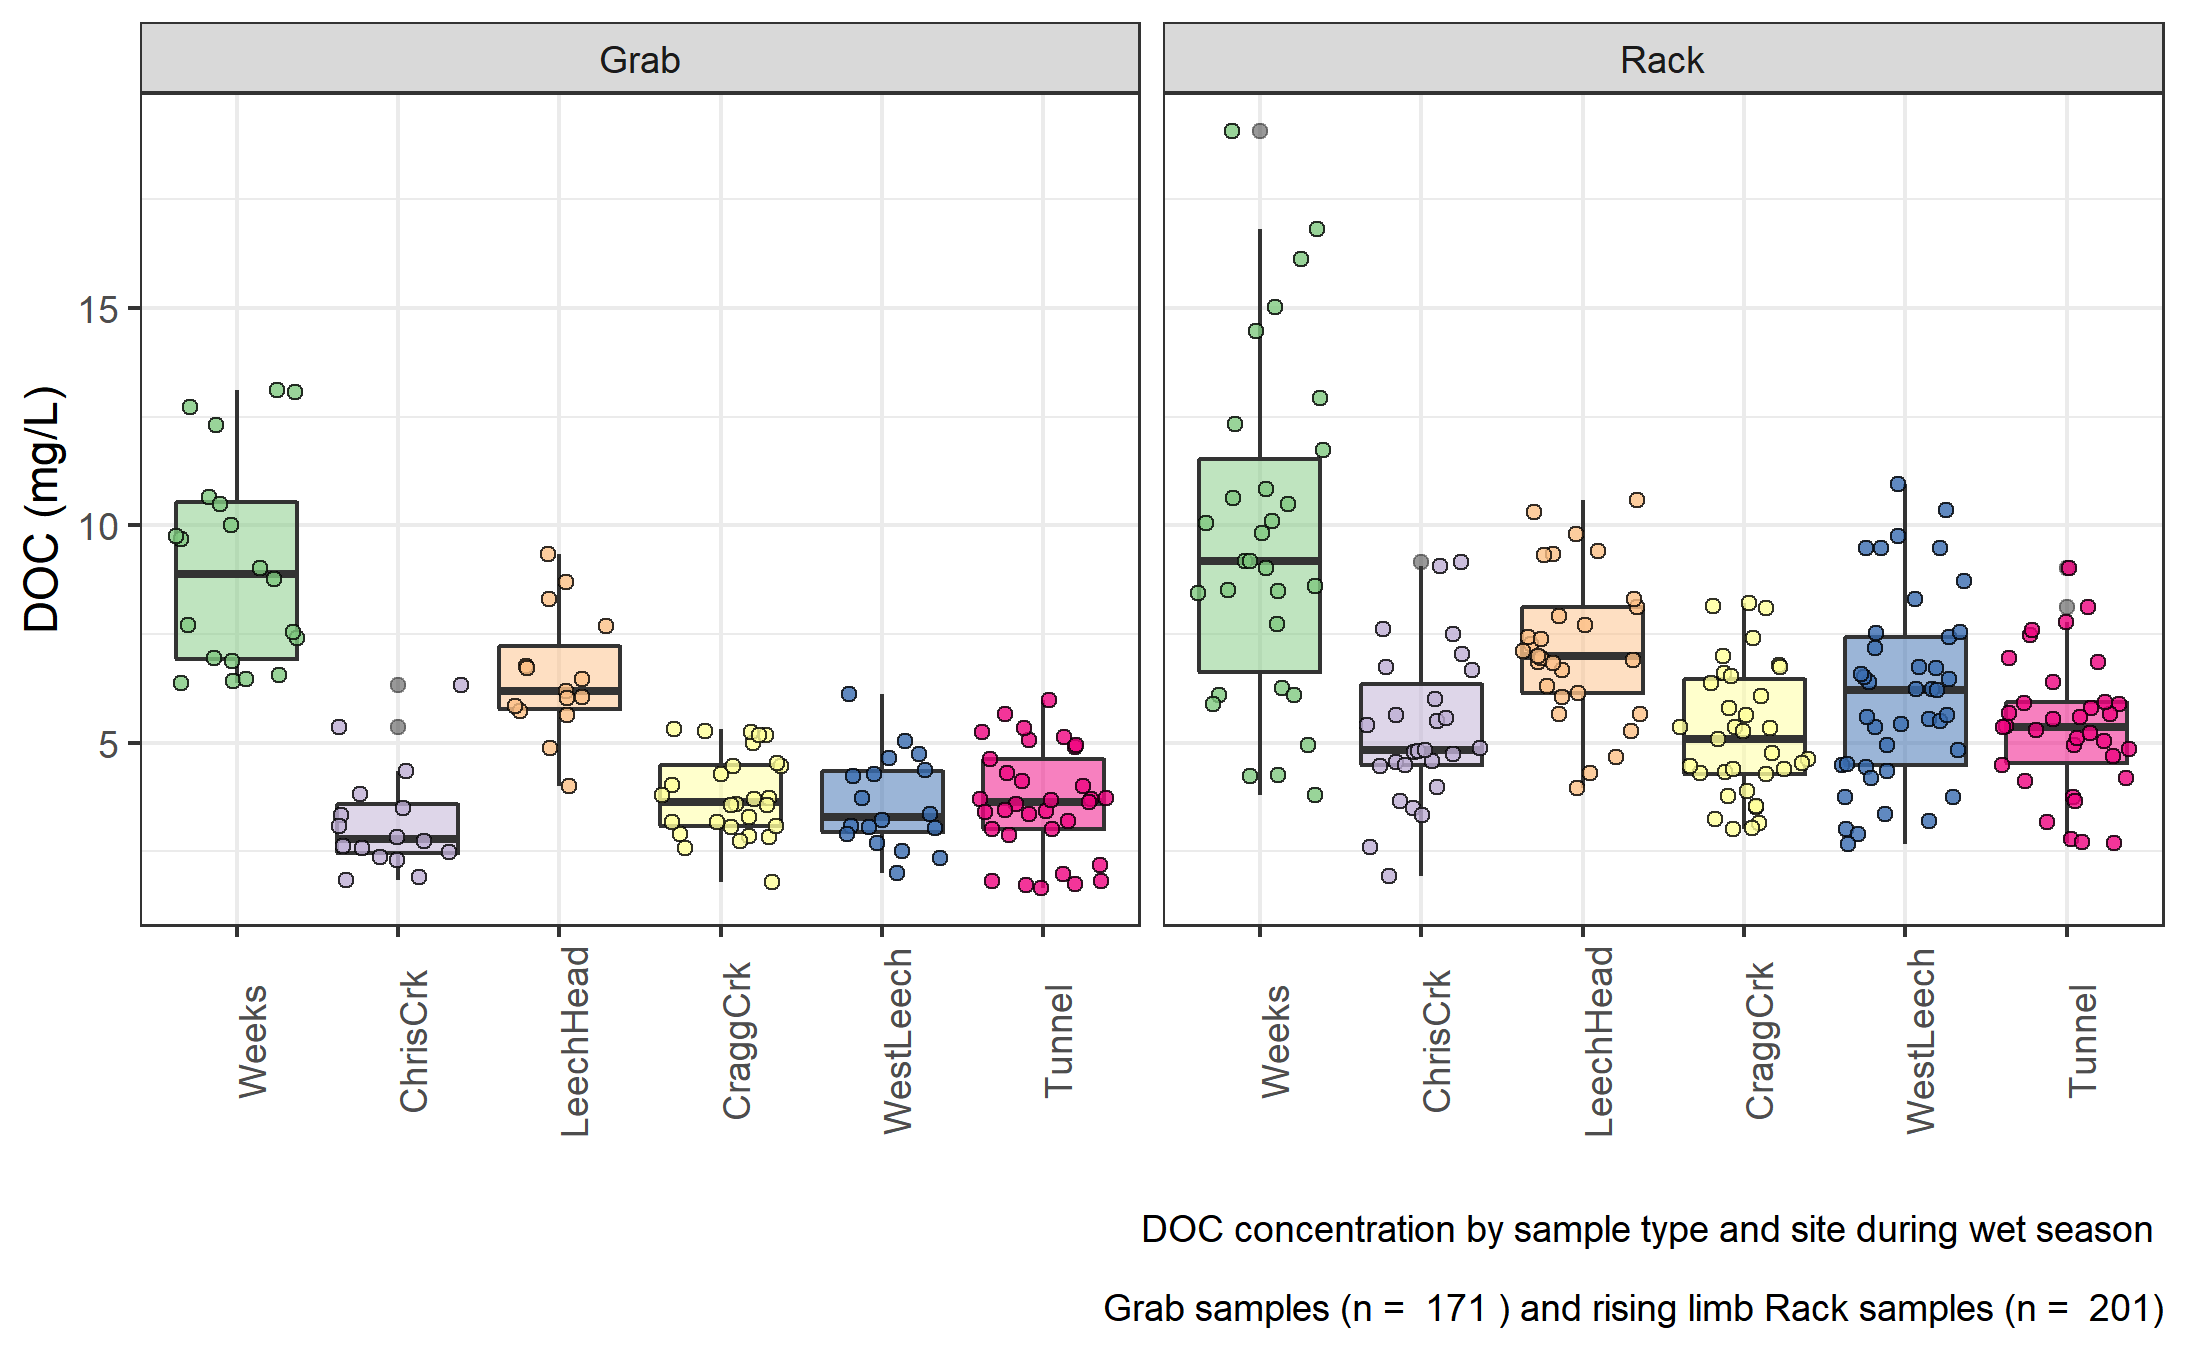 Grab
Rack
DOC (mg/L)
15
10
5
Weeks
ChrisCrk
LeechHead
CraggCrk
WestLeech
Tunnel
Weeks
ChrisCrk
LeechHead
CraggCrk
WestLeech
Tunnel
DOC concentration by sample type and site during wet season
Grab samples (n =  171 ) and rising limb Rack samples (n =  201)